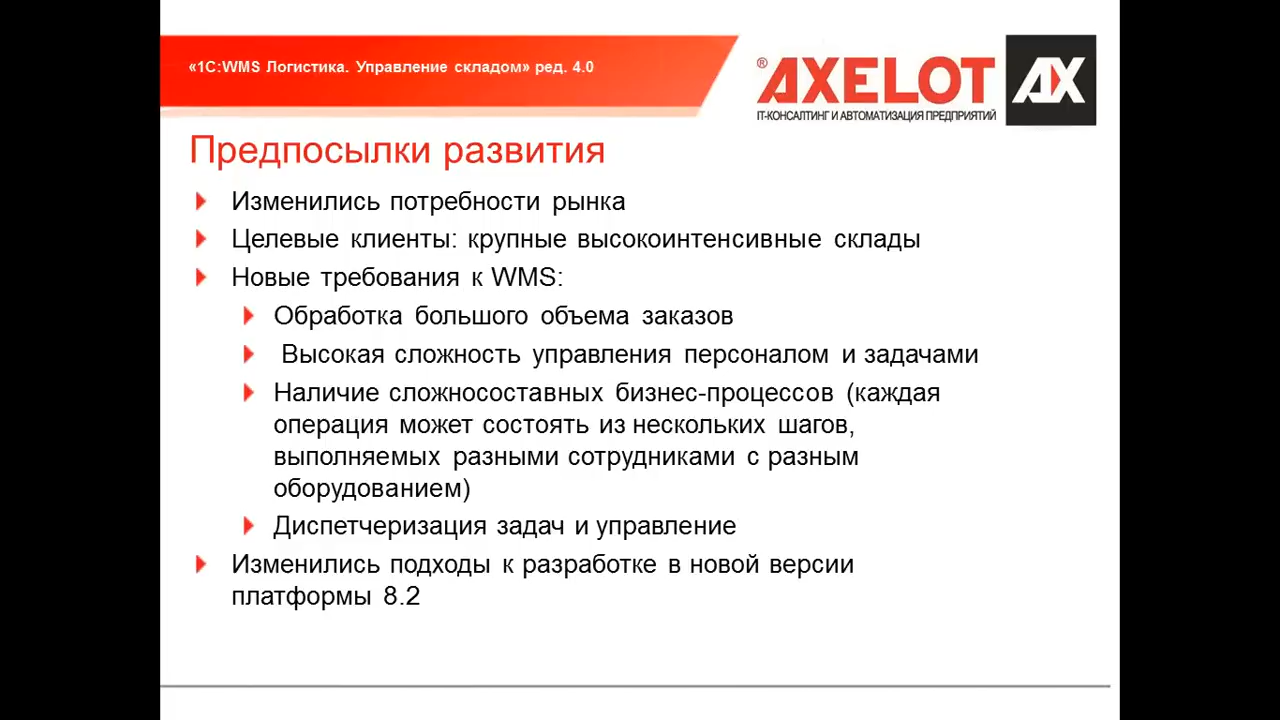 «1С:WMS Логистика. Управление складом» ред. 4.0
® AXELOT AX
IT-КОНСАЛТИНГ И АВТОМАТИЗАЦИЯ ПРЕДПРИЯТИЙ
Предпосылки развития
Изменились потребности рынка
Целевые клиенты: крупные высокоинтенсивные склады
Новые требования к WMS:
Обработка большого объема заказов
Высокая сложность управления персоналом и задачами
Наличие сложносоставных бизнес-процессов (каждая
операция может состоять из нескольких шагов,
выполняемых разными сотрудниками с разным
оборудованием)
Диспетчеризация задач и управление
Изменились подходы к разработке в новой версии
платформы 8.2